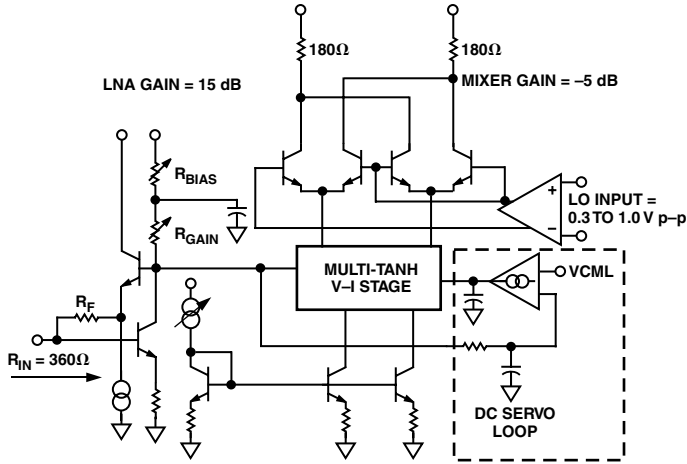 180Ω
180Ω
LNA GAIN = 15 dB
MIXER GAIN = –5 dB
RBIAS
RGAIN
+
–
LO INPUT =
0.3 TO 1.0 V p–p
MULTI-TANH
V–I STAGE
VCML
RF
RIN = 360Ω
DC SERVO
LOOP